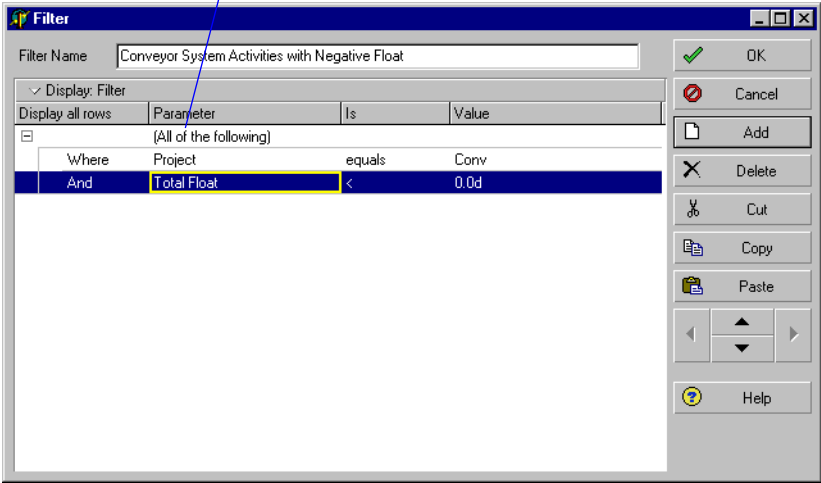 Filter
Filter Name Conveyor System Activities with Negative Float
Display: Filter
Display all rows Parameter Is Value
(All of the following)
Where Project equals Conv
And Total Float < 0.0d
OK
Cancel
Add
Delete
Cut
Copy
Paste
Help